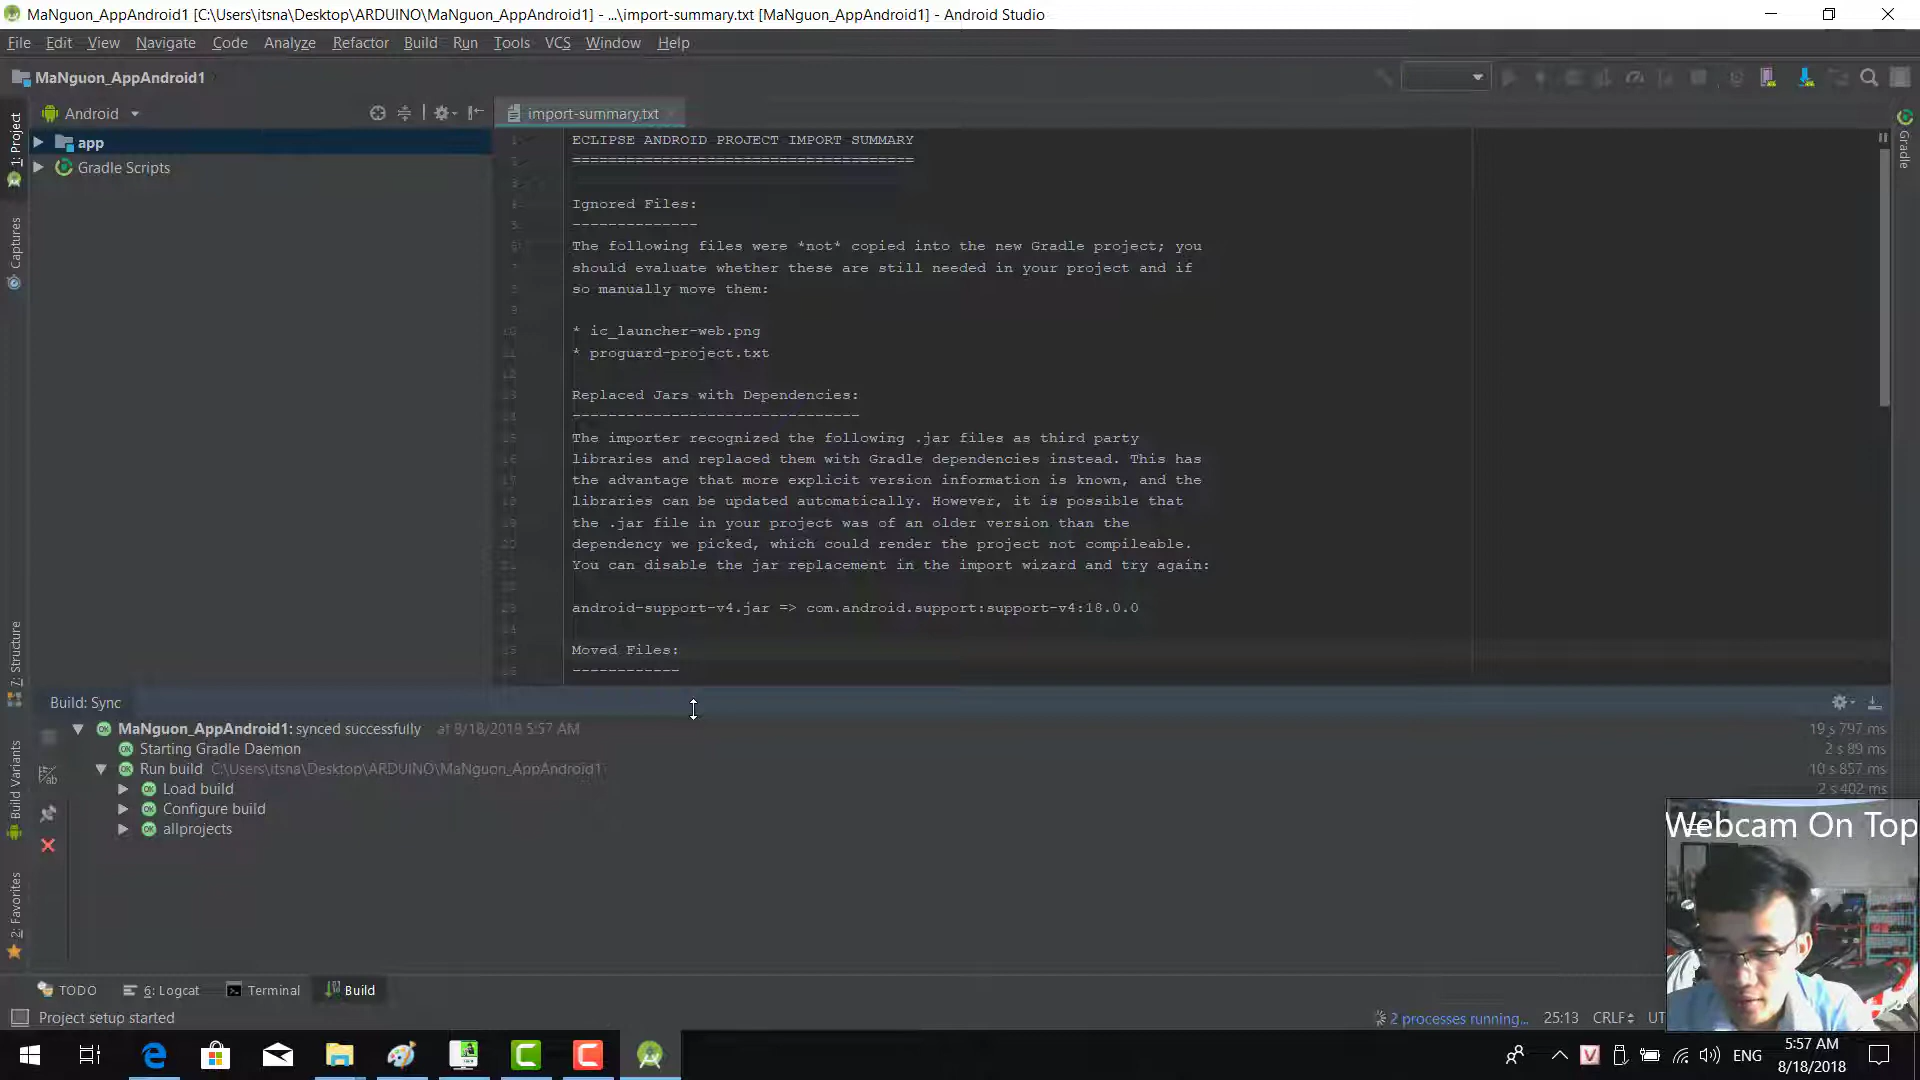 MaNguon_AppAndroid1 [C:\Users\itsna\Desktop\ARDUINO\MaNguon_AppAndroid1] - ...\import-summary.txt [MaNguon_AppAndroid1] - Android Studio
File Edit View Navigate Code Analyze Refactor Build Run Tools VCS Window Help
MaNguon_AppAndroid1
Android
import-summary.txt
app
Gradle Scripts
1: Project
Captures
7: Structure
Build Variants
2: Favorites
Gradle
ECLIPSE ANDROID PROJECT IMPORT SUMMARY
======================================
Ignored Files:
--------------
The following files were *not* copied into the new Gradle project; you
should evaluate whether these are still needed in your project and if
so manually move them:
* ic_launcher-web.png
* proguard-project.txt
Replaced Jars with Dependencies:
--------------------------------
The importer recognized the following .jar files as third party
libraries and replaced them with Gradle dependencies instead. This has
the advantage that more explicit version information is known, and the
libraries can be updated automatically. However, it is possible that
the .jar file in your project was of an older version than the
dependency we picked, which could render the project not compileable.
You can disable the jar replacement in the import wizard and try again:
android-support-v4.jar => com.android.support:support-v4:18.0.0
Moved Files:
------------
Build: Sync
MaNguon_AppAndroid1: synced successfully at 8/18/2018 5:57 AM 19 s 797 ms
Starting Gradle Daemon 2 s 89 ms
Run build C:\Users\itsna\Desktop\ARDUINO\MaNguon_AppAndroid1 10 s 857 ms
Load build 2 s 402 ms
Configure build
allprojects
Webcam On Top
TODO 6: Logcat Terminal Build
Project setup started 2 processes running... 25:13 CRLF
ENG
5:57 AM
8/18/2018